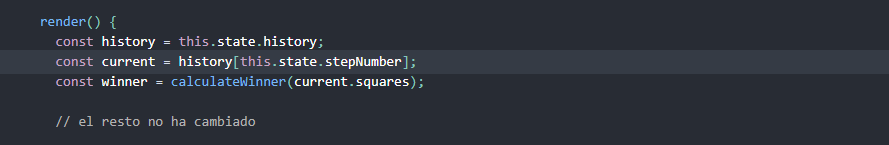 render() {
const history = this.state.history;
const current = history[this.state.stepNumber];
const winner = calculateWinner(current.squares);
// el resto no ha cambiado